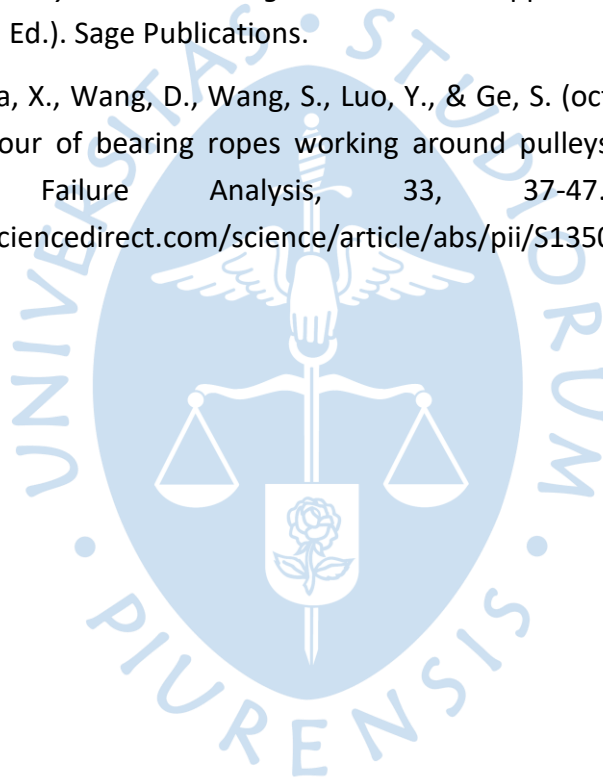 Ed.). Sage Publications.
a, X., Wang, D., Wang, S., Luo, Y., & Ge, S. (oct
our of bearing ropes working around pulleys
Failure Analysis, 33, 37-47.
ciencedirect.com/science/article/abs/pii/S1350
UNIVERSITAS • STUDIORUM • PIURENSIS •